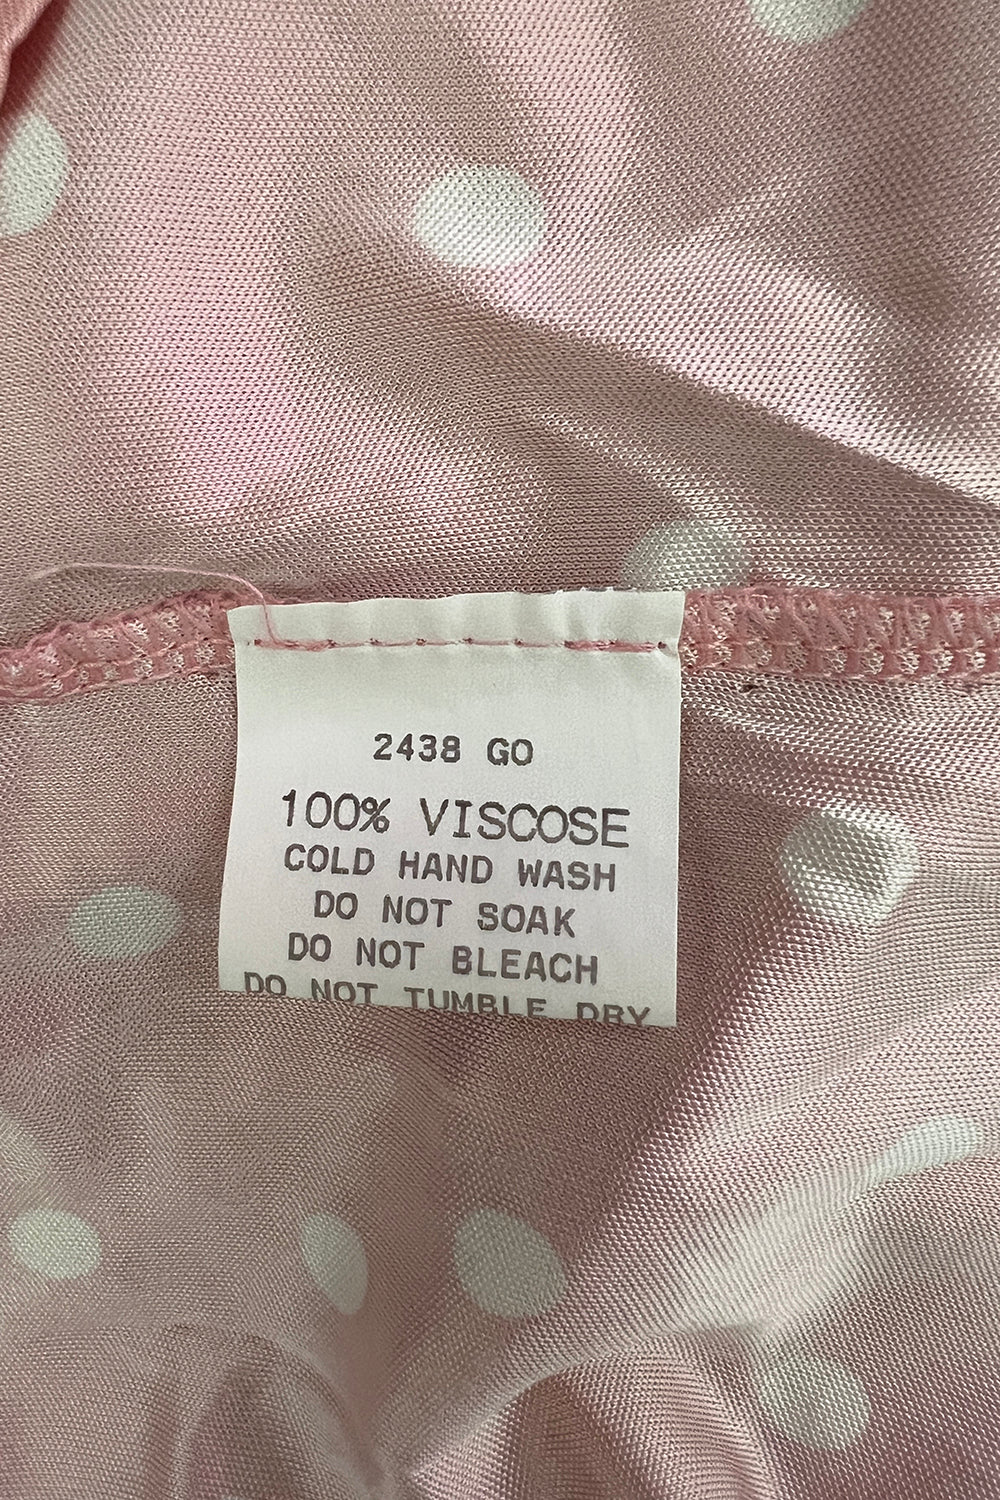 2438 GO
100% VISCOSE
COLD HAND WASH
DO NOT SOAK
DO NOT BLEACH
DO NOT TUMBLE DRY